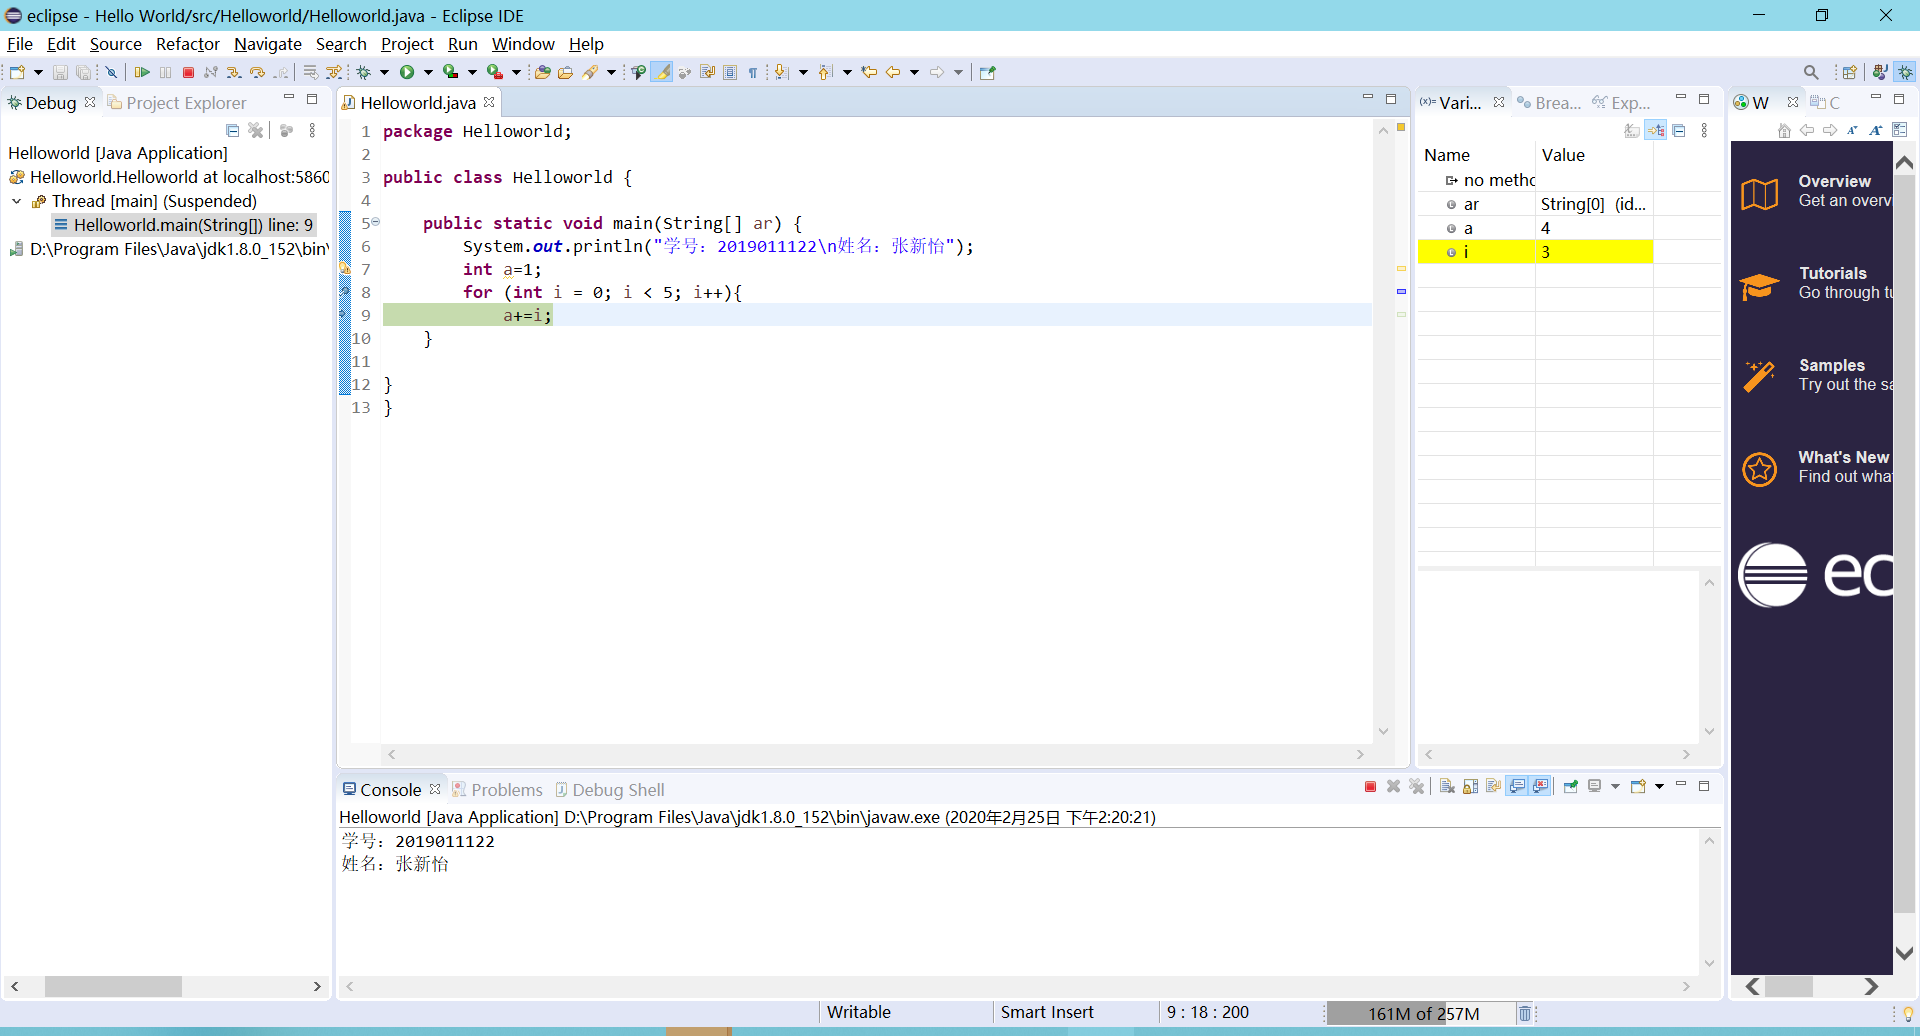 eclipse - Hello World/src/Helloworld/Helloworld.java - Eclipse IDE
File Edit Source Refactor Navigate Search Project Run Window Help
Debug Project Explorer
Helloworld [Java Application]
Helloworld.Helloworld at localhost:5860
Thread [main] (Suspended)
Helloworld.main(String[]) line: 9
D:\Program Files\Java\jdk1.8.0_152\bin\
Helloworld.java
1 package Helloworld;
2
3 public class Helloworld {
4
5 public static void main(String[] ar) {
6 System.out.println("学号：2019011122\n姓名：张新怡");
7 int a=1;
8 for (int i = 0; i < 5; i++){
9 a+=i;
10 }
11
12 }
13 }
(x)= Vari... Brea... Exp...
Name Value
no metho
ar String[0] (id...
a 4
i 3
W C
Overview
Get an overvi
Tutorials
Go through tu
Samples
Try out the sa
What's New
Find out wha
ec
Console Problems Debug Shell
Helloworld [Java Application] D:\Program Files\Java\jdk1.8.0_152\bin\javaw.exe (2020年2月25日 下午2:20:21)
学号：2019011122
姓名：张新怡
Writable Smart Insert 9 : 18 : 200 161M of 257M